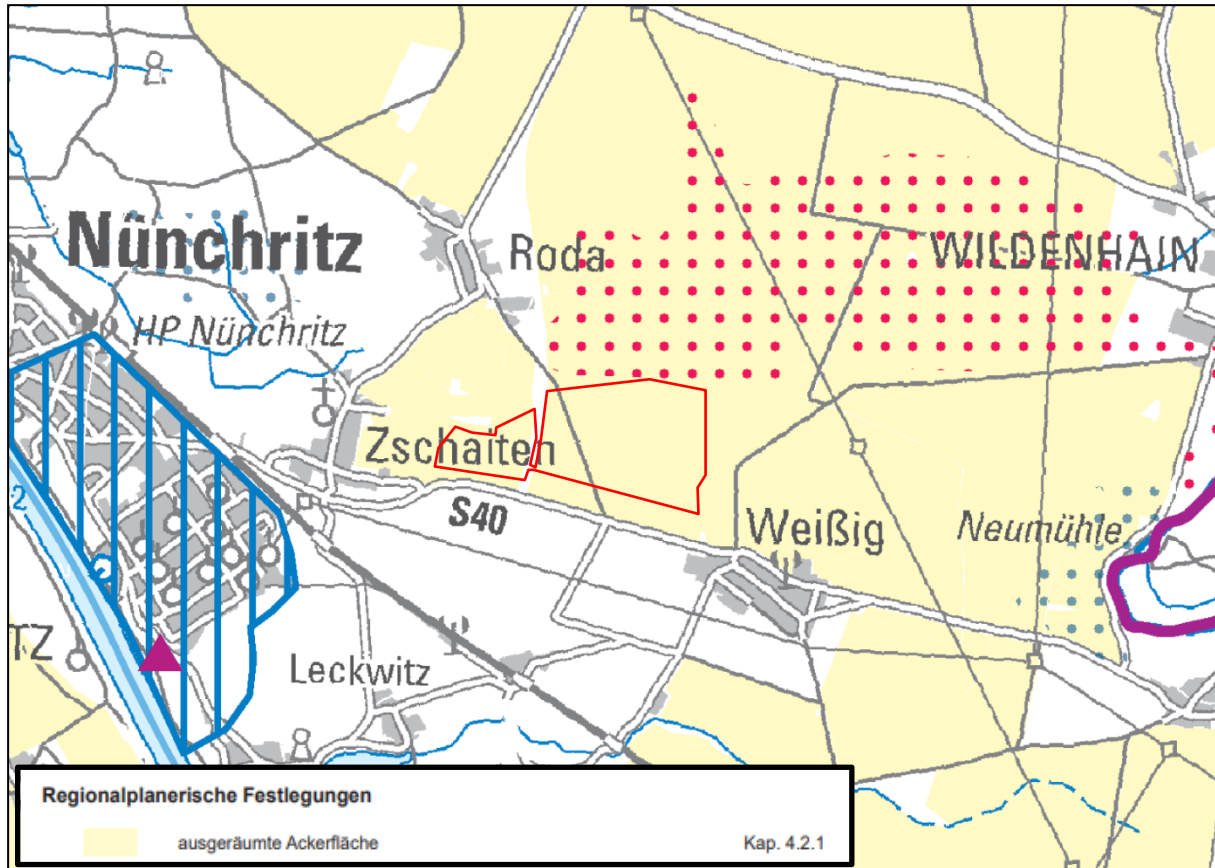 Nünchritz
Roda
WILDENHAIN
HP Nünchritz
Zschaiten
S40
Weißig
Neumühle
2
TZ
Leckwitz
Regionalplanerische Festlegungen
ausgeräumte Ackerfläche Kap. 4.2.1